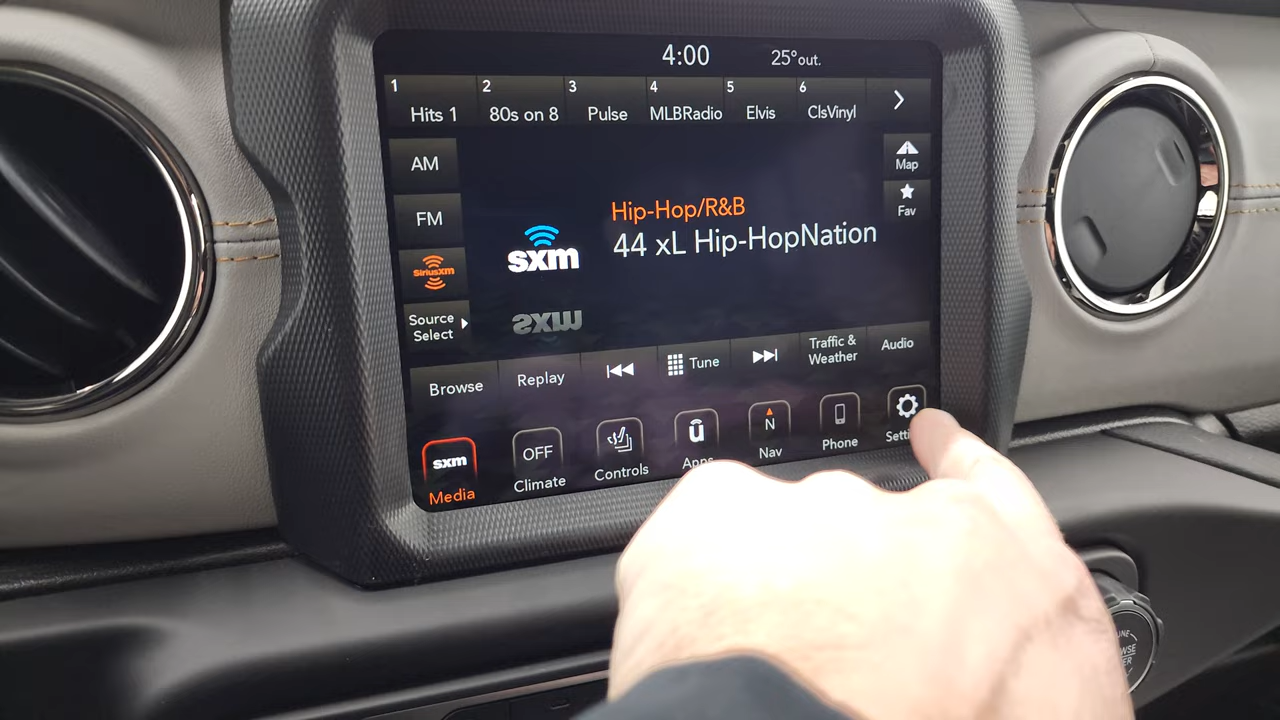 4:00 25°out.
1 2 3 4 5 6
Hits 1 80s on 8 Pulse MLBRadio Elvis ClsVinyl
AM
Map
Hip-Hop/R&B
FM
Fav
44 xL Hip-HopNation
sxm
SiriusXM
Source
Select
Browse Replay Tune Traffic &
Weather
Audio
sxm OFF û N
Media Climate Controls Apps Nav Phone Setti